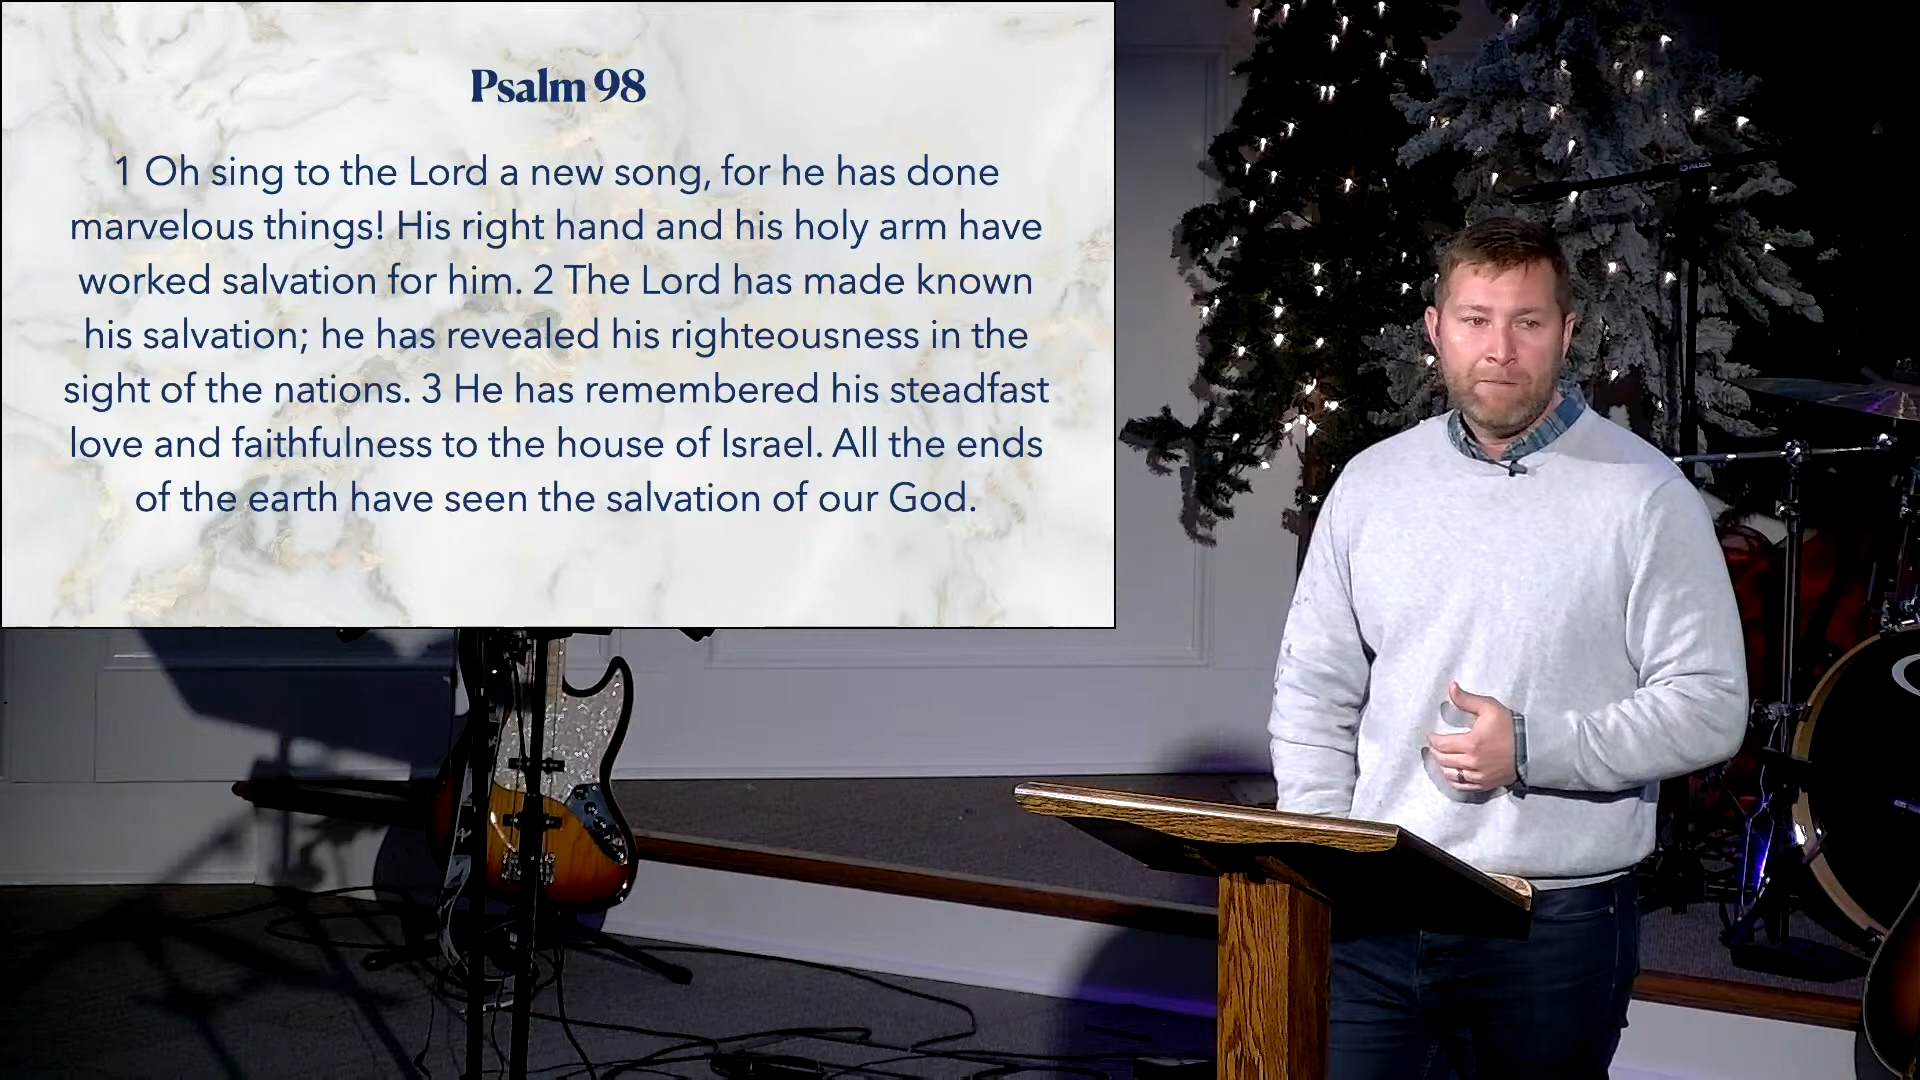 Psalm 98
1 Oh sing to the Lord a new song, for he has done
marvelous things! His right hand and his holy arm have
worked salvation for him. 2 The Lord has made known
his salvation; he has revealed his righteousness in the
sight of the nations. 3 He has remembered his steadfast
love and faithfulness to the house of Israel. All the ends
of the earth have seen the salvation of our God.